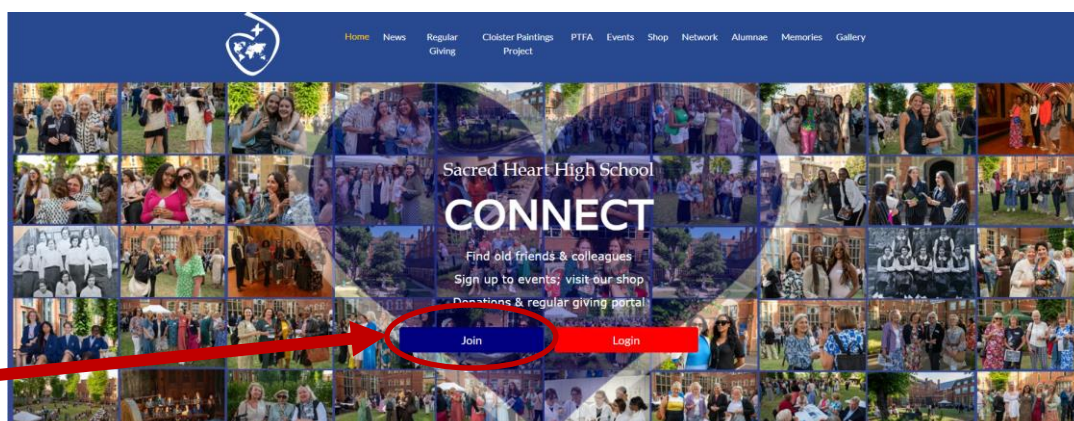 Home News Regular Giving Cloister Paintings Project PTFA Events Shop Network Alumnae Memories Gallery
Sacred Heart High School
CONNECT
Find old friends & colleagues
Sign up to events; visit our shop
Donations & regular giving portal
Join Login